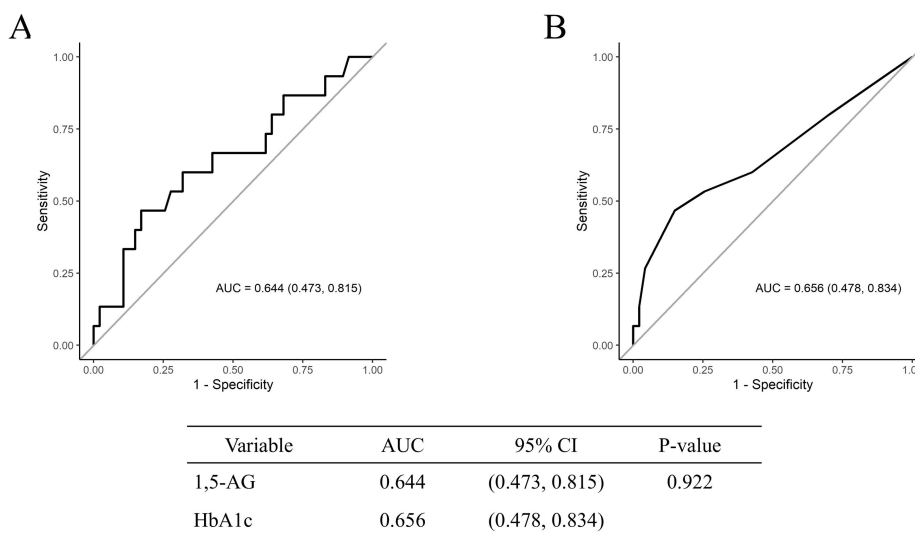 A
1.00
0.75
0.50
0.25
0.00
Sensitivity
AUC = 0.644 (0.473, 0.815)
0.00 0.25 0.50 0.75 1.00
1 - Specificity
B
1.00
0.75
0.50
0.25
0.00
Sensitivity
AUC = 0.656 (0.478, 0.834)
0.00 0.25 0.50 0.75 1.0
1 - Specificity
Variable AUC 95% CI P-value
1,5-AG 0.644 (0.473, 0.815) 0.922
HbA1c 0.656 (0.478, 0.834)